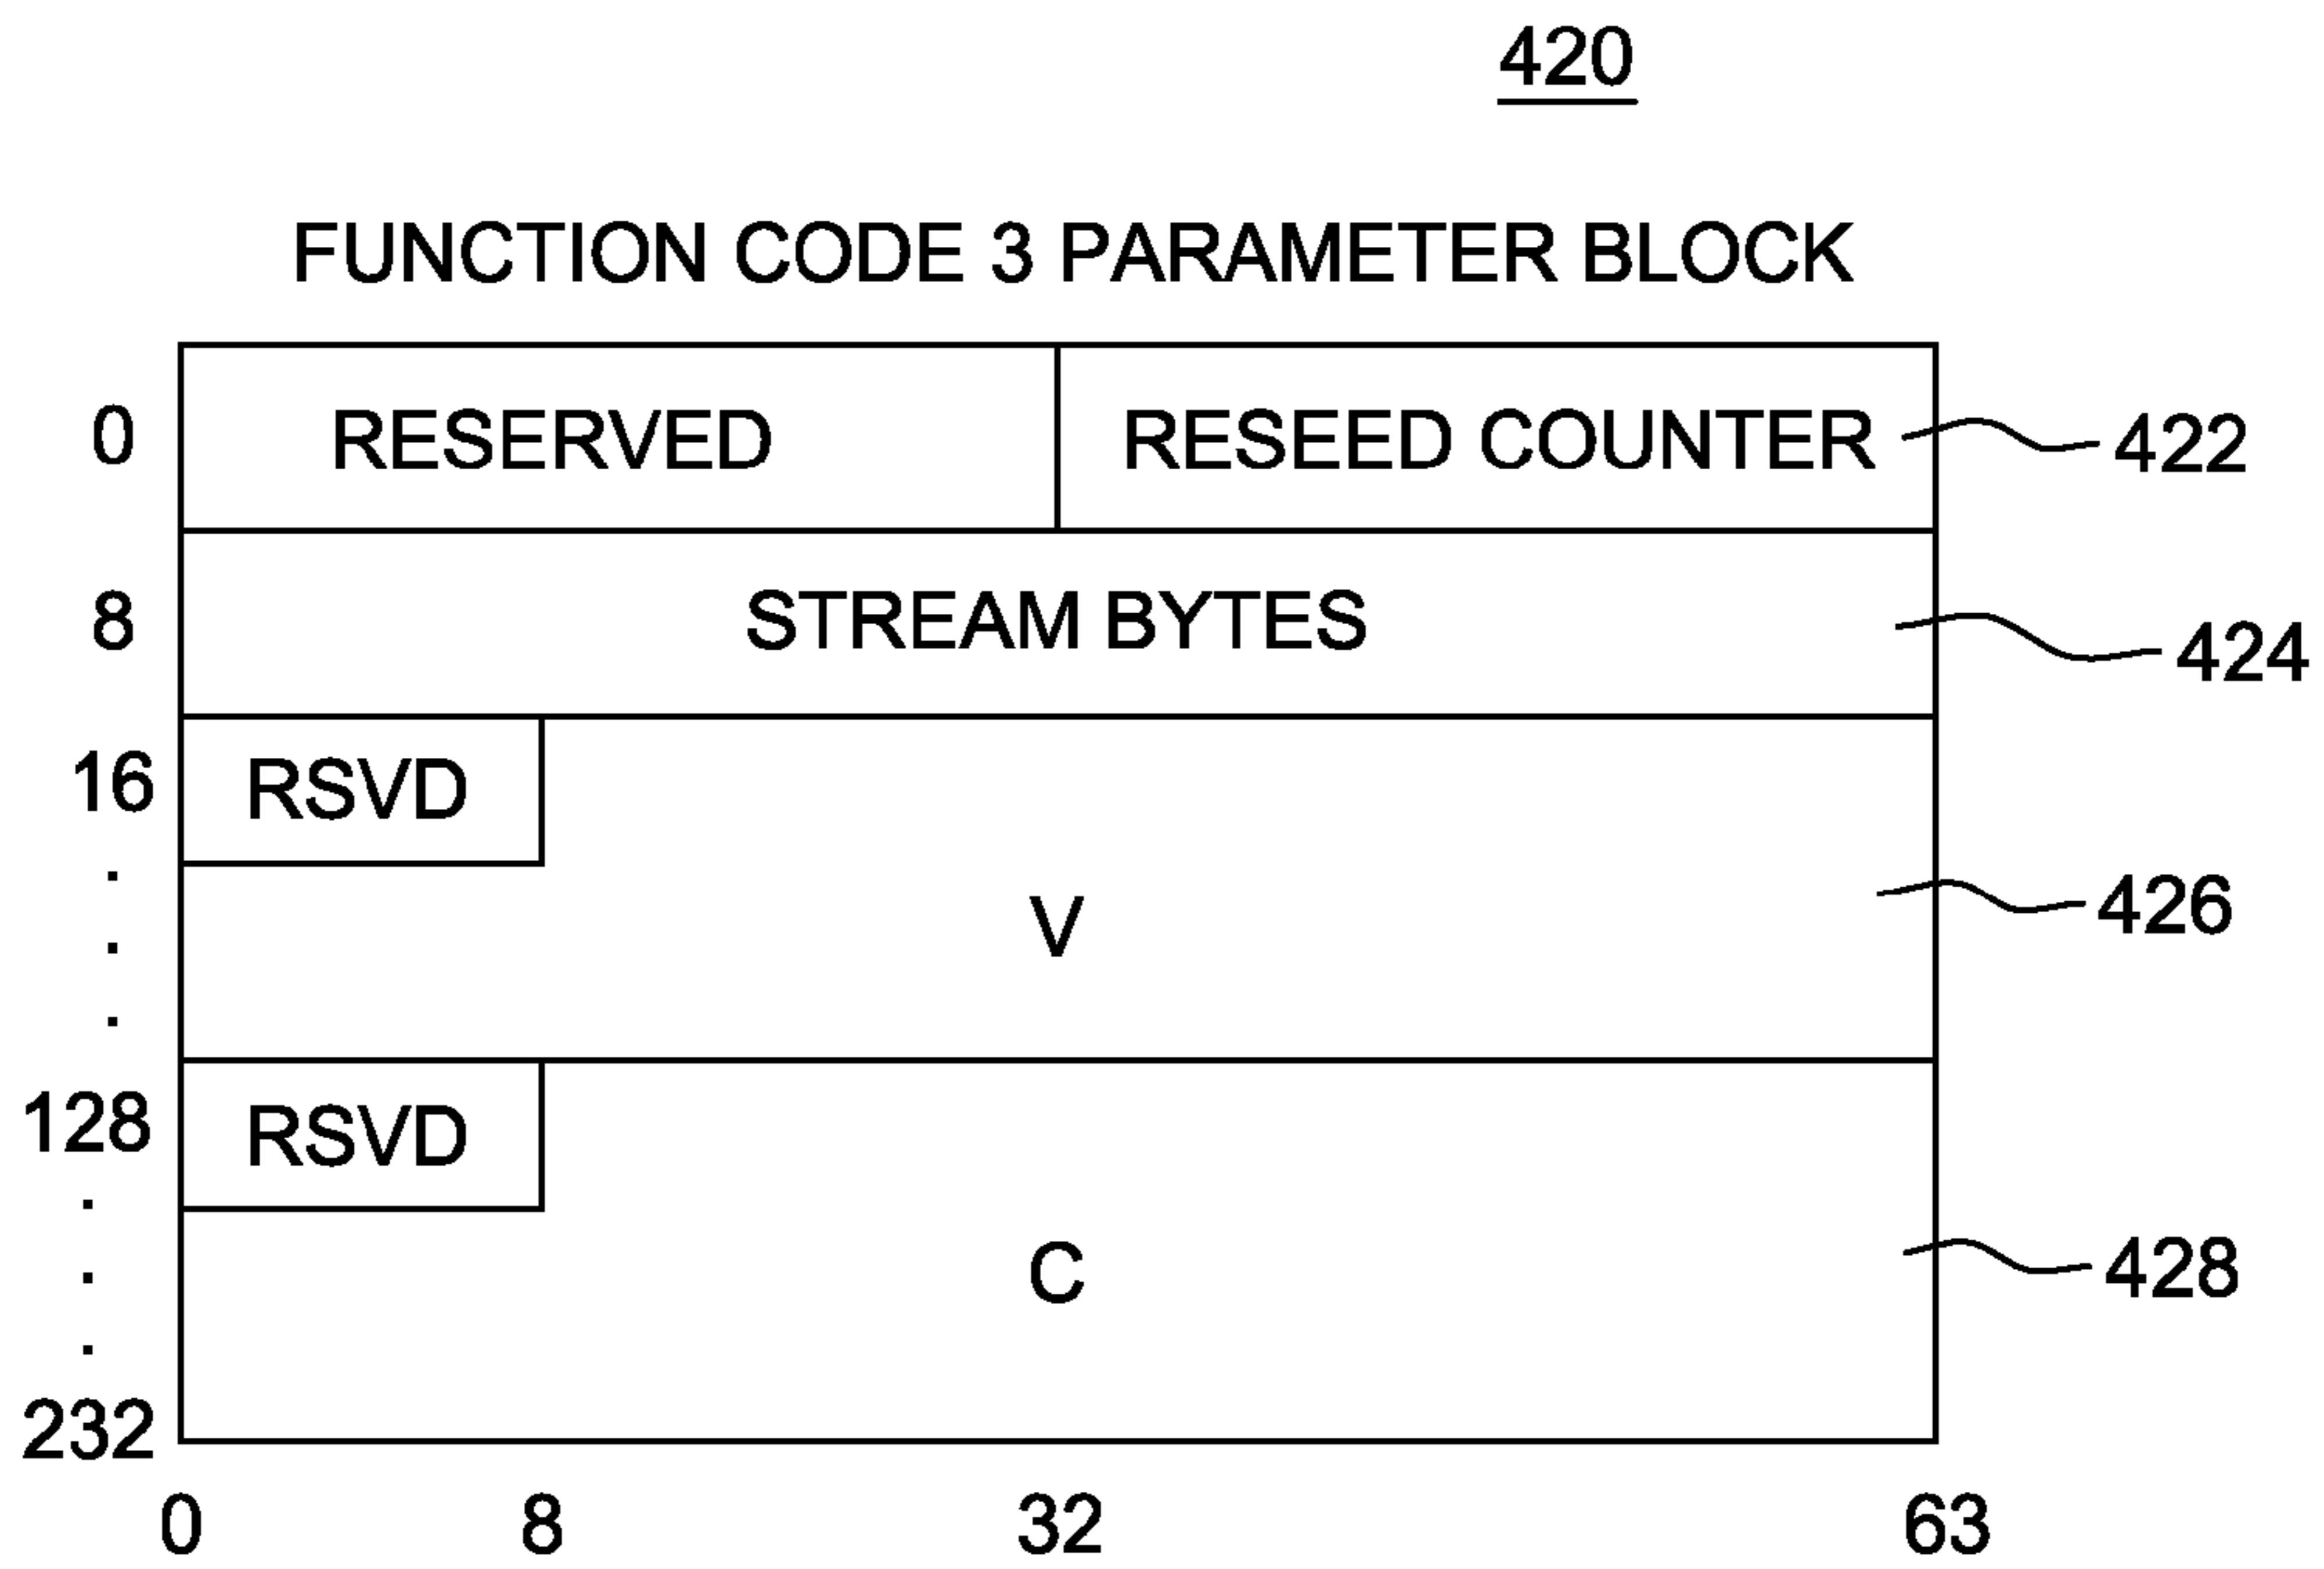 420
FUNCTION CODE 3 PARAMETER BLOCK
0 RESERVED RESEED COUNTER 422
8 STREAM BYTES 424
16 RSVD
V 426
128 RSVD
C 428
232
0 8 32 63